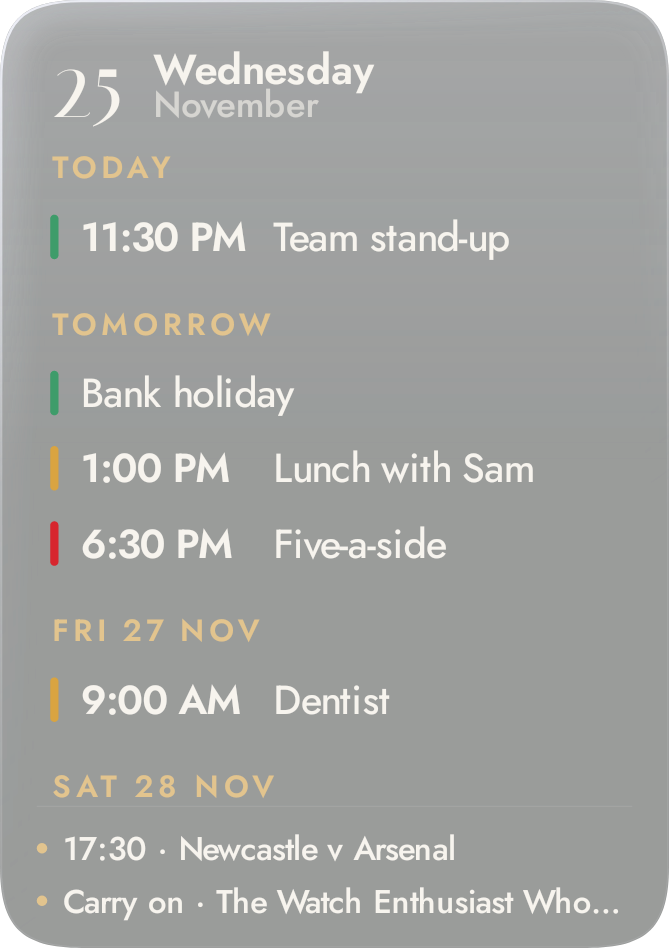 25 Wednesday
November
TODAY
11:30 PM Team stand-up
TOMORROW
Bank holiday
1:00 PM Lunch with Sam
6:30 PM Five-a-side
FRI 27 NOV
9:00 AM Dentist
SAT 28 NOV
• 17:30 · Newcastle v Arsenal
• Carry on · The Watch Enthusiast Who...